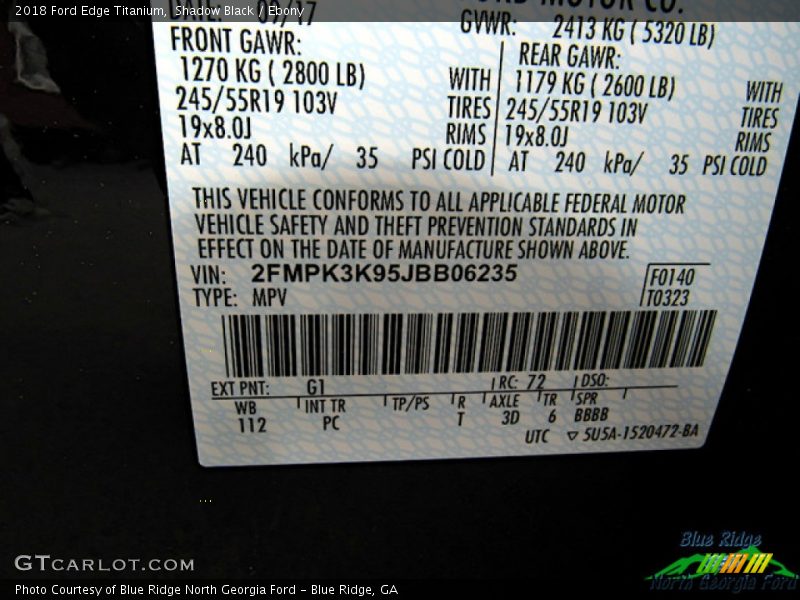 2018 Ford Edge Titanium, Shadow Black / Ebony
MOTOR CO.
GVWR: 2413 KG ( 5320 LB)
FRONT GAWR: REAR GAWR:
1270 KG ( 2800 LB) WITH 1179 KG ( 2600 LB) WITH
245/55R19 103V TIRES 245/55R19 103V TIRES
19x8.0J RIMS 19x8.0J RIMS
AT 240 kPa/ 35 PSI COLD AT 240 kPa/ 35 PSI COLD
THIS VEHICLE CONFORMS TO ALL APPLICABLE FEDERAL MOTOR
VEHICLE SAFETY AND THEFT PREVENTION STANDARDS IN
EFFECT ON THE DATE OF MANUFACTURE SHOWN ABOVE.
VIN: 2FMPK3K95JBB06235 F0140
TYPE: MPV T0323
EXT PNT: G1 RC: 72 DSO:
WB INT TR TP/PS R AXLE TR SPR
112 PC T 3D 6 BBBB
UTC ▽ 5U5A-1520472-BA
Blue Ridge
North Georgia Ford
GTCARLOT.COM
Photo Courtesy of Blue Ridge North Georgia Ford – Blue Ridge, GA